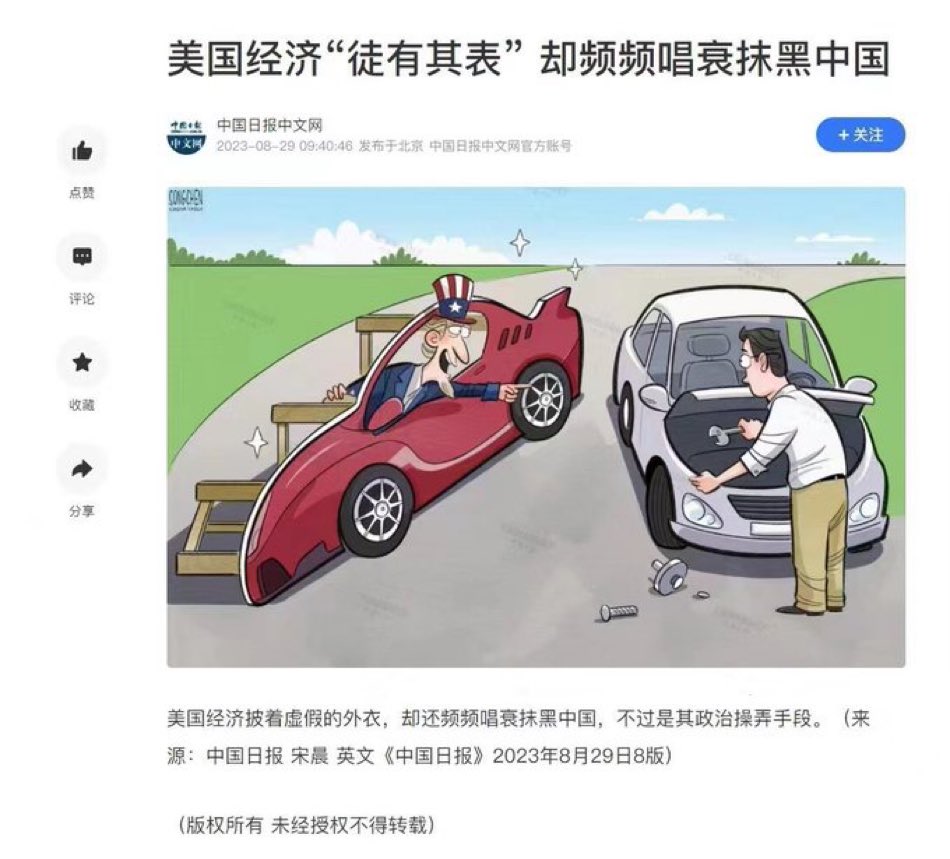 美国经济“徒有其表” 却频频唱衰抹黑中国
中国日报中文网
2023-08-29 09:40:46 发布于北京 中国日报中文网官方账号
+ 关注
中国日报
中文网
点赞
评论
收藏
分享
SONGCHEN
美国经济披着虚假的外衣，却还频频唱衰抹黑中国，不过是其政治操弄手段。（来
源：中国日报 宋晨 英文《中国日报》2023年8月29日8版）
（版权所有 未经授权不得转载）